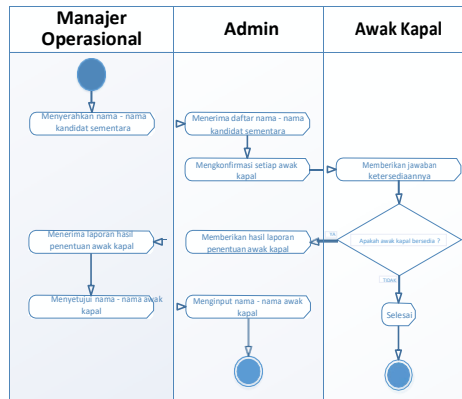 Manajer
Operasional
Admin
Awak Kapal
Menyerahkan nama - nama
kandidat sementara
Menerima daftar nama - nama
kandidat sementara
Mengkonfirmasi setiap awak
kapal
Memberikan jawaban
ketersediaannya
Menerima laporan hasil
penentuan awak kapal
Memberikan hasil laporan
penentuan awak kapal
YA
Apakah awak kapal bersedia ?
TIDAK
Menyetujui nama - nama awak
kapal
Menginput nama - nama awak
kapal
Selesai